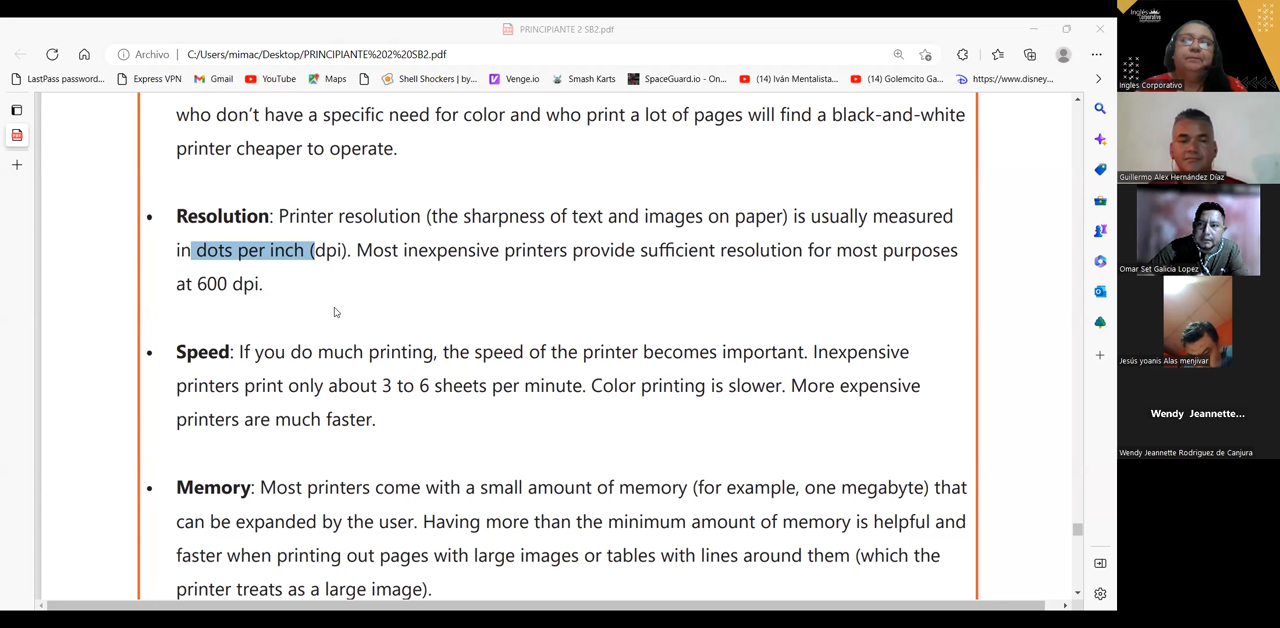 PRINCIPIANTE 2 SB2.pdf
Archivo | C:/Users/mimac/Desktop/PRINCIPIANTE%202%20SB2.pdf
LastPass password... Express VPN Gmail YouTube Maps Shell Shockers | by... Venge.io Smash Karts SpaceGuard.io - On... (14) Iván Mentalista... (14) Golemcito Ga... https://www.disney...
who don't have a specific need for color and who print a lot of pages will find a black-and-white
printer cheaper to operate.
• Resolution: Printer resolution (the sharpness of text and images on paper) is usually measured
in dots per inch (dpi). Most inexpensive printers provide sufficient resolution for most purposes
at 600 dpi.
• Speed: If you do much printing, the speed of the printer becomes important. Inexpensive
printers print only about 3 to 6 sheets per minute. Color printing is slower. More expensive
printers are much faster.
• Memory: Most printers come with a small amount of memory (for example, one megabyte) that
can be expanded by the user. Having more than the minimum amount of memory is helpful and
faster when printing out pages with large images or tables with lines around them (which the
printer treats as a large image).
Inglés
Corporativo
Ingles Corporativo
Guillermo Alex Hernández Díaz
Omar Set Galicia Lopez
Jesús yoanis Alas menjivar
Wendy Jeannette...
Wendy Jeannette Rodriguez de Canjura